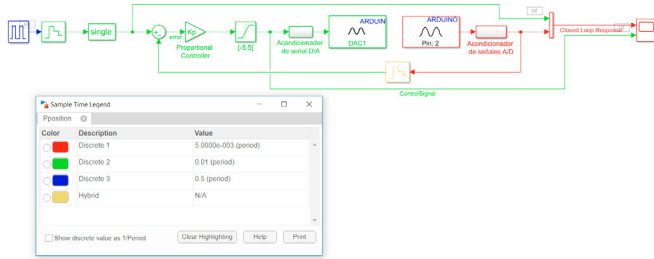 single
error
Kp
Proportional
Controller
[-5.5]
Acondicionador
de señal D/A
ARDUIN
DAC1
ARDUINO
Pin: 2
Acondicionador
de señales A/D
Closed Loop Response
ControlSignal
Sample Time Legend
Pposition
Color Description Value
Discrete 1 5.0000e-003 (period)
Discrete 2 0.01 (period)
Discrete 3 0.5 (period)
Hybrid N/A
Show discrete value as 1/Period
Clear Highlighting
Help
Print